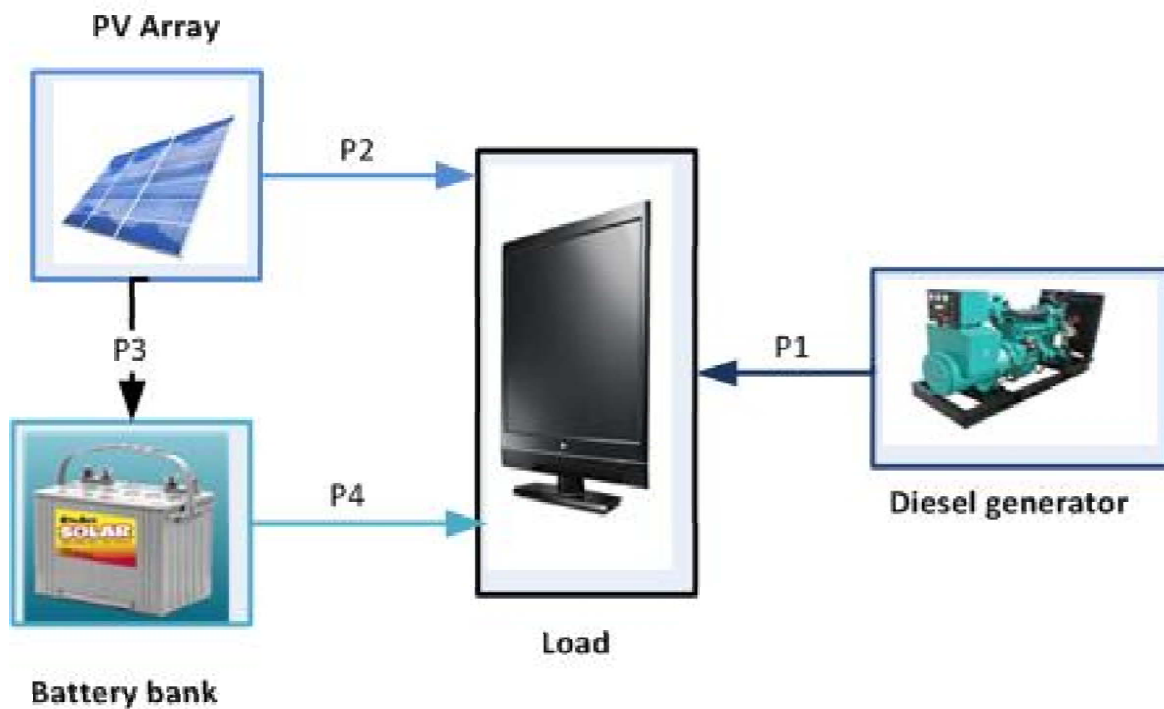 PV Array
P2
P3
P1
P4
SOLAR
Diesel generator
Load
Battery bank